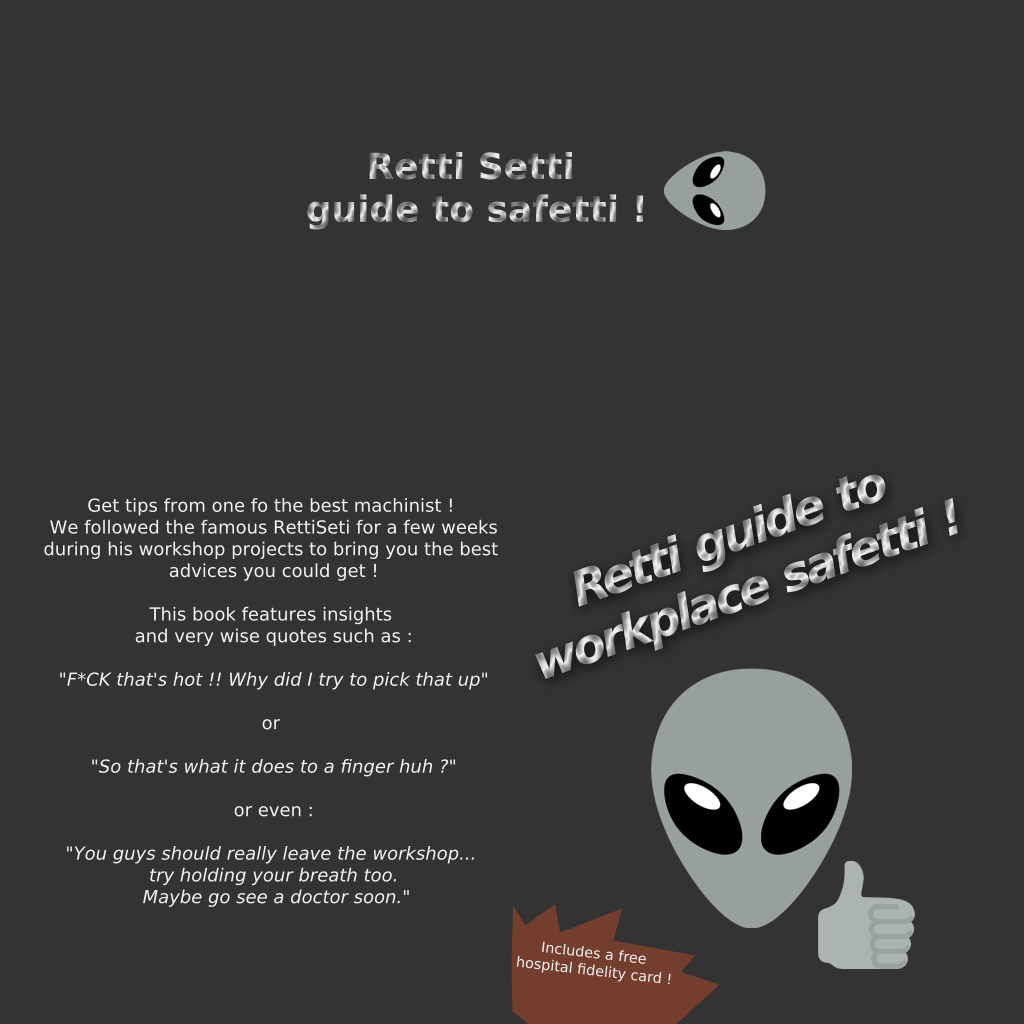 Retti Setti
guide to safetti !
Get tips from one fo the best machinist !
We followed the famous RettiSeti for a few weeks
during his workshop projects to bring you the best
advices you could get !
This book features insights
and very wise quotes such as :
"F*CK that's hot !! Why did I try to pick that up"
or
"So that's what it does to a finger huh ?"
or even :
"You guys should really leave the workshop...
try holding your breath too.
Maybe go see a doctor soon."
Retti guide to
workplace safetti !
Includes a free
hospital fidelity card !